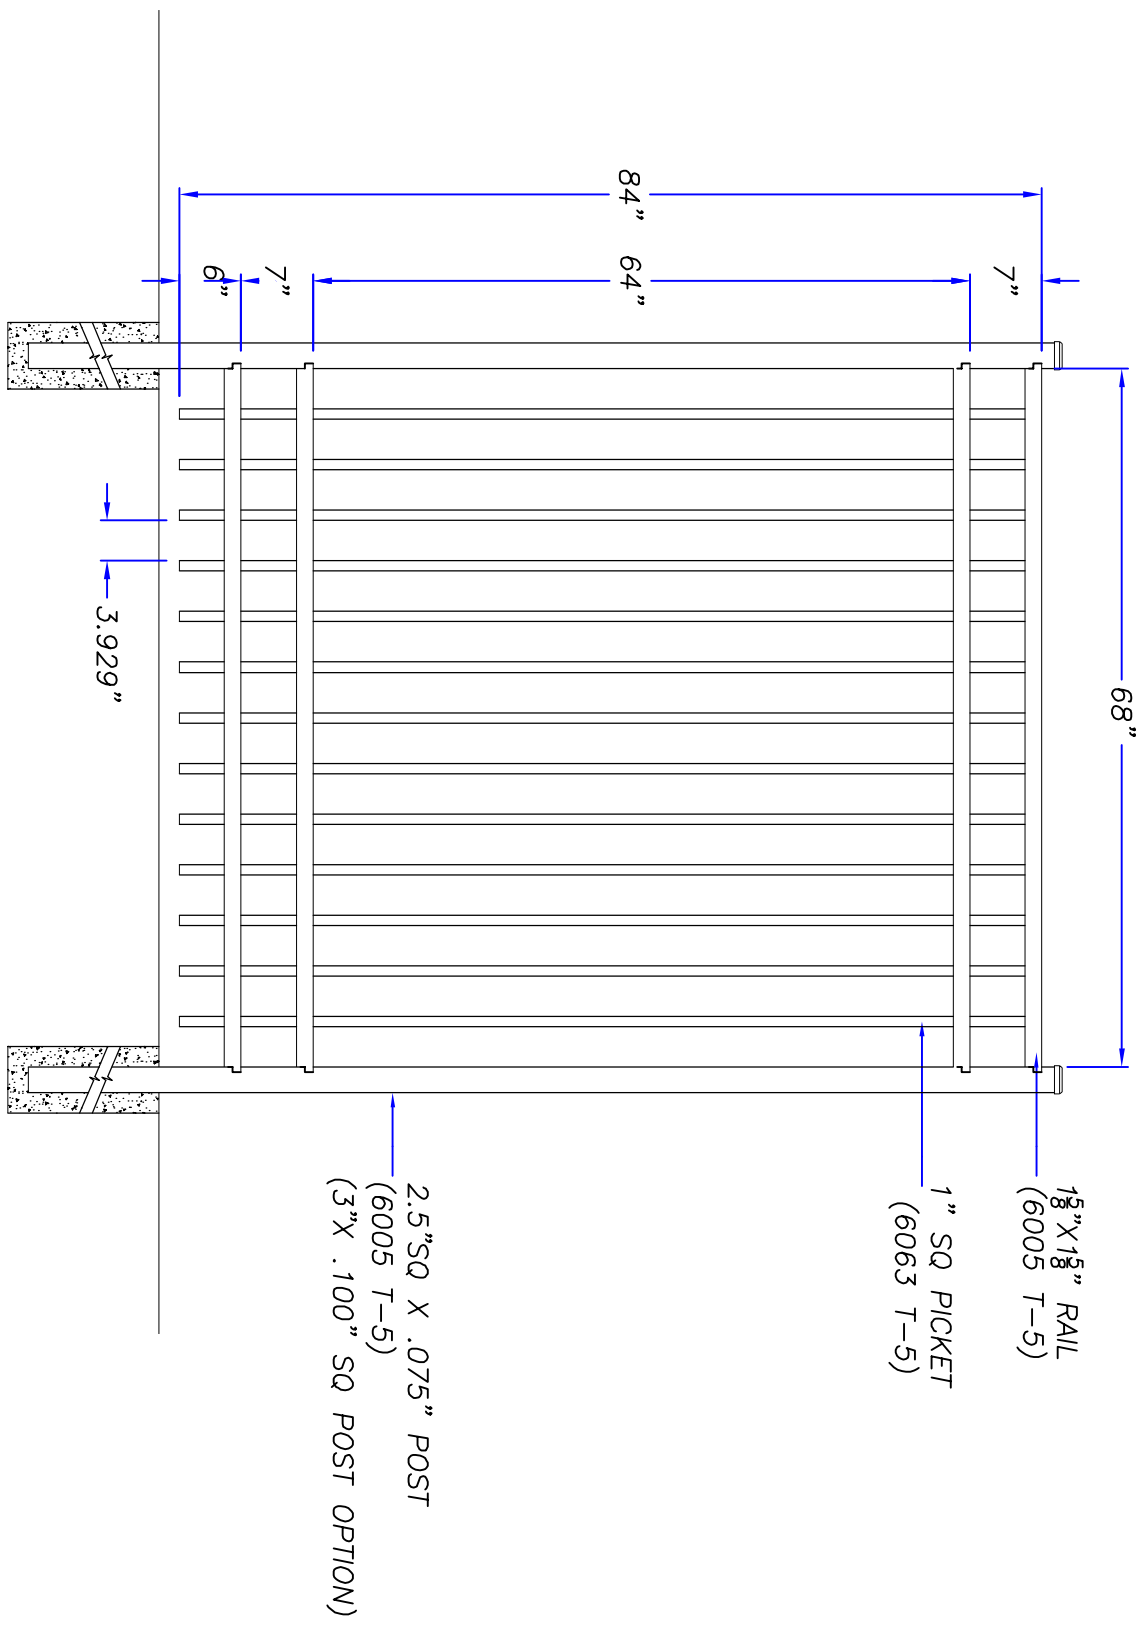 68"
7"
84"
64"
7"
6"
3.929"
1⅝"X1⅝" RAIL
(6005 T-5)
1" SQ PICKET
(6063 T-5)
2.5"SQ X .075" POST
(6005 T-5)
(3"X .100" SQ POST OPTION)